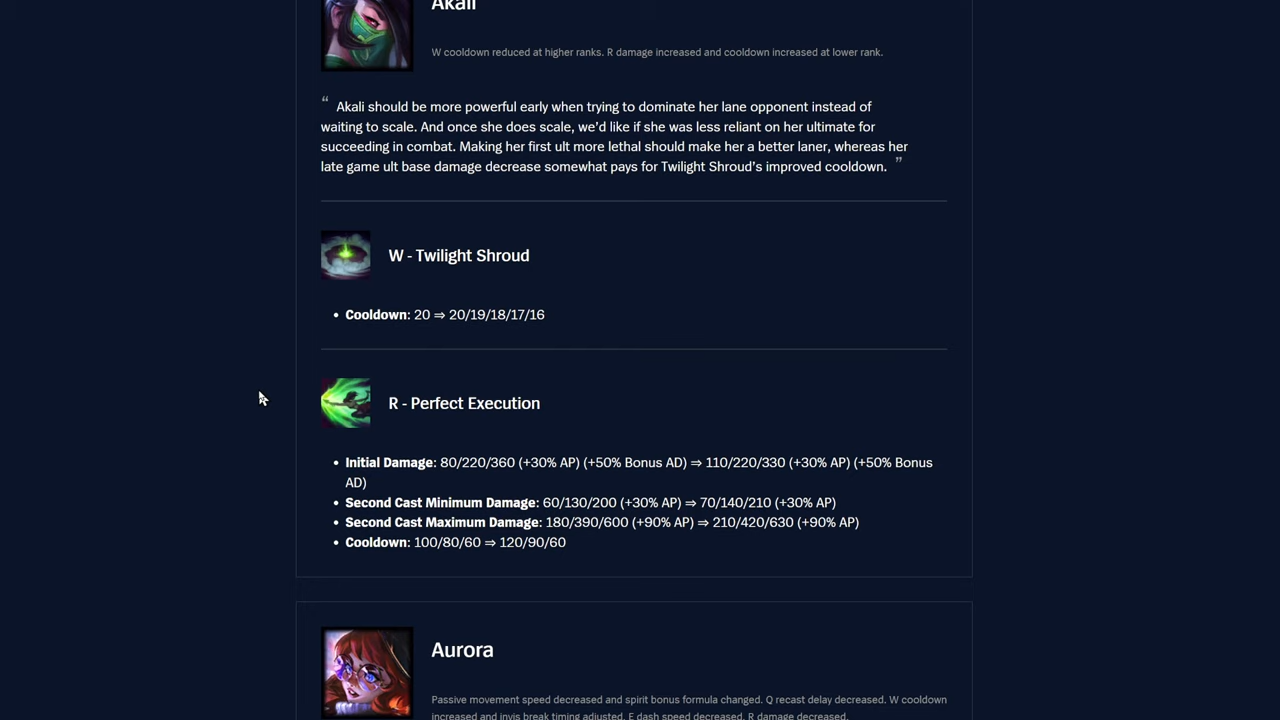 Akali
W cooldown reduced at higher ranks. R damage increased and cooldown increased at lower rank.
“ Akali should be more powerful early when trying to dominate her lane opponent instead of
waiting to scale. And once she does scale, we’d like if she was less reliant on her ultimate for
succeeding in combat. Making her first ult more lethal should make her a better laner, whereas her
late game ult base damage decrease somewhat pays for Twilight Shroud’s improved cooldown. ”
W - Twilight Shroud
• Cooldown: 20 ⇒ 20/19/18/17/16
R - Perfect Execution
• Initial Damage: 80/220/360 (+30% AP) (+50% Bonus AD) ⇒ 110/220/330 (+30% AP) (+50% Bonus
AD)
• Second Cast Minimum Damage: 60/130/200 (+30% AP) ⇒ 70/140/210 (+30% AP)
• Second Cast Maximum Damage: 180/390/600 (+90% AP) ⇒ 210/420/630 (+90% AP)
• Cooldown: 100/80/60 ⇒ 120/90/60
Aurora
Passive movement speed decreased and spirit bonus formula changed. Q recast delay decreased. W cooldown
increased and invis break timing adjusted. E dash speed decreased. R damage decreased.